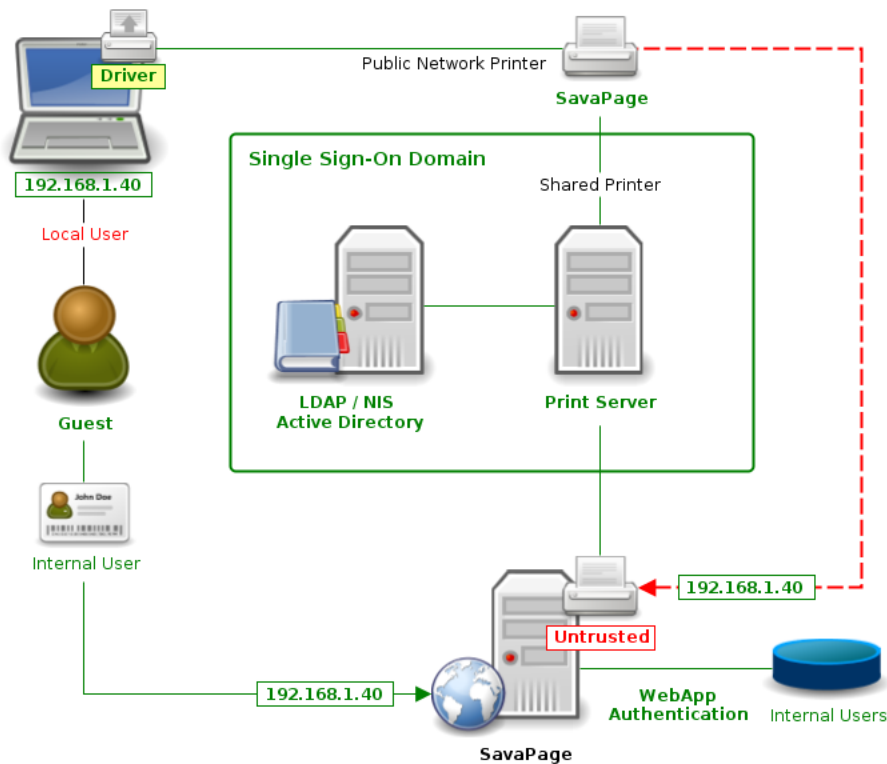 Driver
Public Network Printer
SavaPage
Single Sign-On Domain
192.168.1.40
Shared Printer
Local User
LDAP / NIS
Active Directory
Print Server
Guest
John Doe
Internal User
192.168.1.40
Untrusted
192.168.1.40
WebApp
Authentication
Internal Users
SavaPage